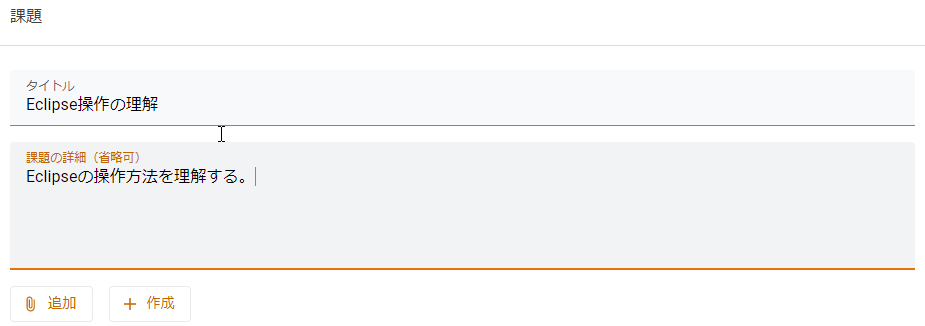 課題
タイトル
Eclipse操作の理解
課題の詳細（省略可）
Eclipseの操作方法を理解する。
追加
作成